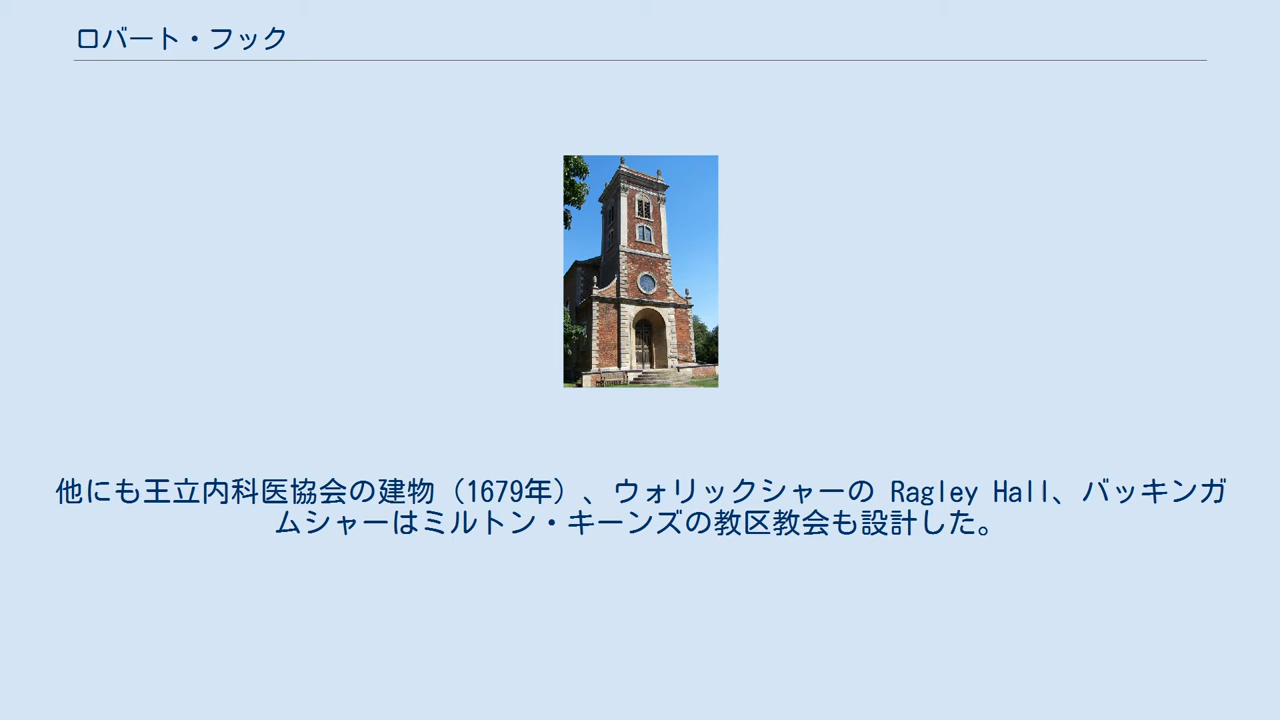 ロバート・フック
他にも王立内科医協会の建物（1679年）、ウォリックシャーの Ragley Hall、バッキンガ
ムシャーはミルトン・キーンズの教区教会も設計した。